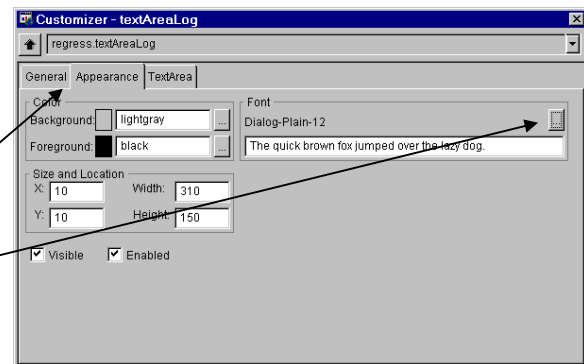 Customizer - textAreaLog
regress.textAreaLog
General Appearance TextArea
Color
Background: lightgray ...
Foreground: black ...
Font
Dialog-Plain-12 ...
The quick brown fox jumped over the lazy dog.
Size and Location
X: 10 Width: 310
Y: 10 Height: 150
Visible Enabled